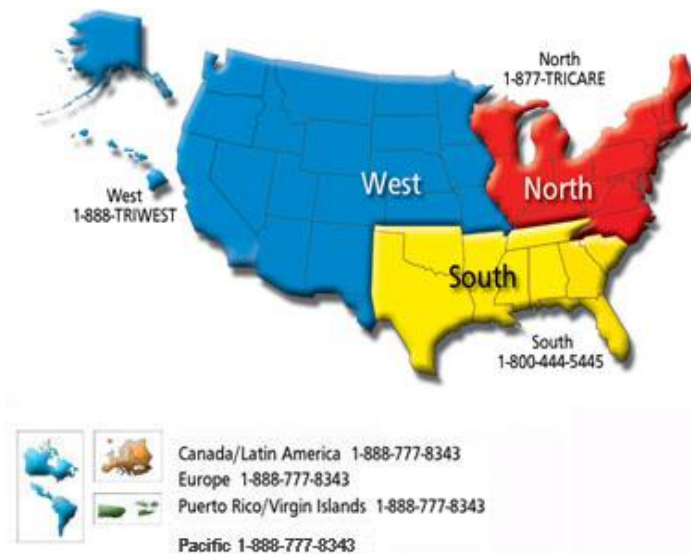 North
1-877-TRICARE
West
North
West
1-888-TRIWEST
South
South
1-800-444-5445
Canada/Latin America 1-888-777-8343
Europe 1-888-777-8343
Puerto Rico/Virgin Islands 1-888-777-8343
Pacific 1-888-777-8343